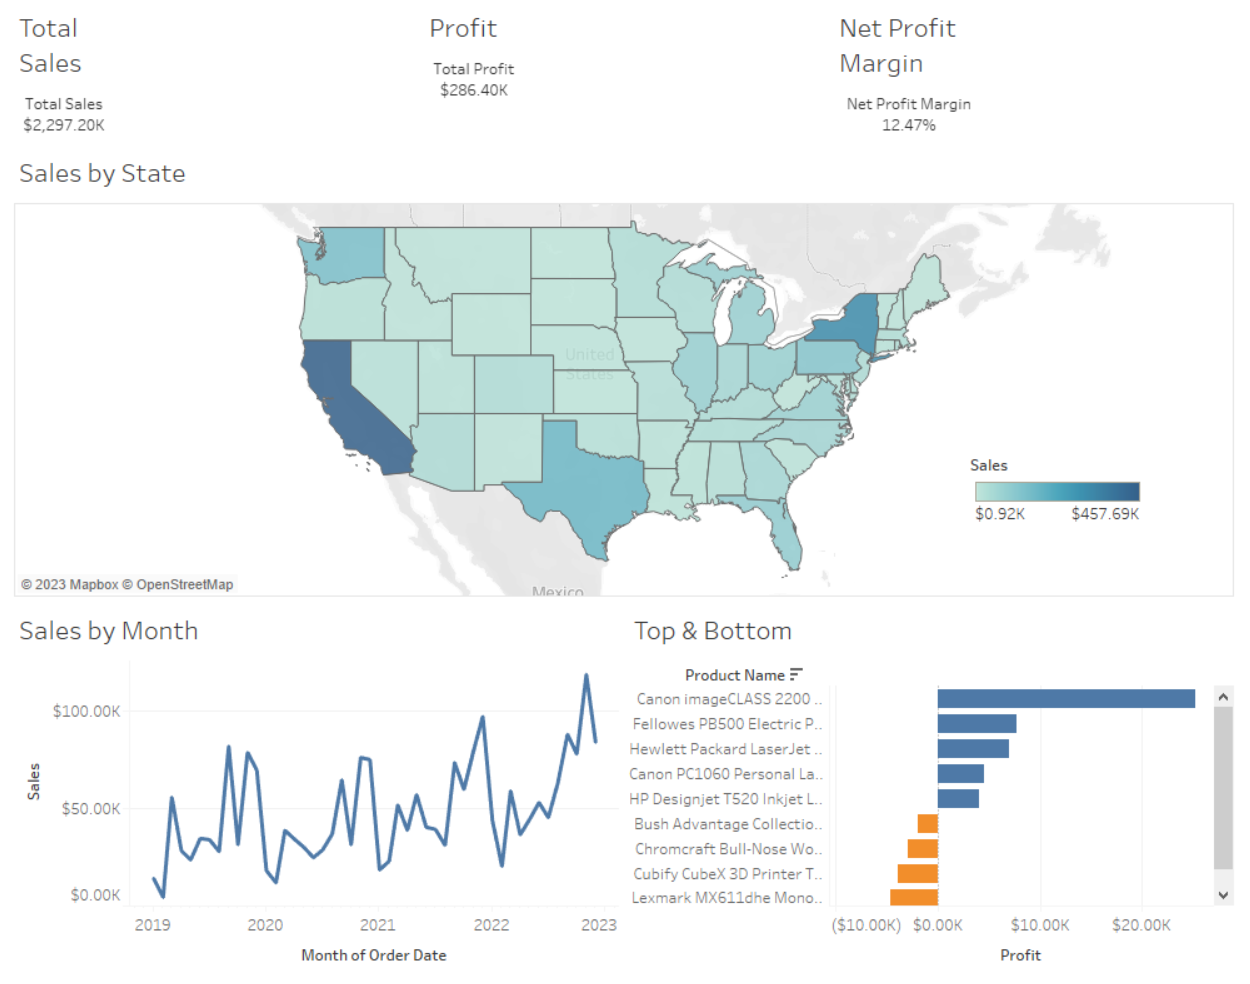 Total
Sales
Total Sales
$2,297.20K
Profit
Total Profit
$286.40K
Net Profit
Margin
Net Profit Margin
12.47%
Sales by State
United
States
Mexico
Sales
$0.92K $457.69K
© 2023 Mapbox © OpenStreetMap
Sales by Month
Sales
$100.00K
$50.00K
$0.00K
2019 2020 2021 2022 2023
Month of Order Date
Top & Bottom
Product Name
Canon imageCLASS 2200 ..
Fellowes PB500 Electric P..
Hewlett Packard LaserJet ..
Canon PC1060 Personal La..
HP Designjet T520 Inkjet L..
Bush Advantage Collectio..
Chromcraft Bull-Nose Wo..
Cubify CubeX 3D Printer T..
Lexmark MX611dhe Mono..
($10.00K) $0.00K $10.00K $20.00K
Profit